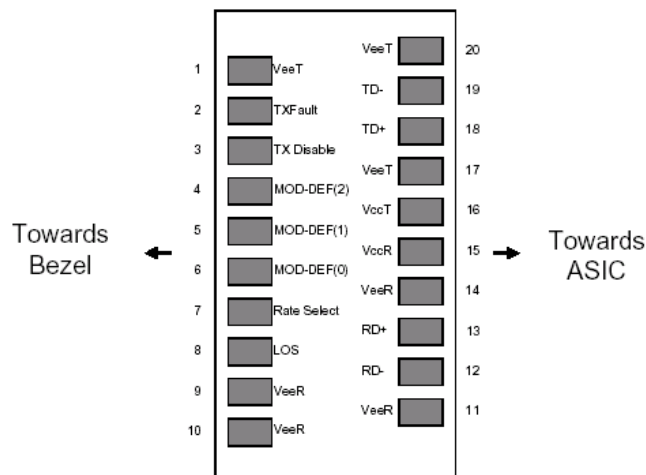 VeeT 20
1 VeeT
TD- 19
2 TXFault
TD+ 18
3 TX Disable
VeeT 17
4 MOD-DEF(2)
VccT 16
5 MOD-DEF(1)
Towards Bezel
VccR 15
Towards ASIC
6 MOD-DEF(0)
VeeR 14
7 Rate Select
RD+ 13
8 LOS
RD- 12
9 VeeR
VeeR 11
10 VeeR